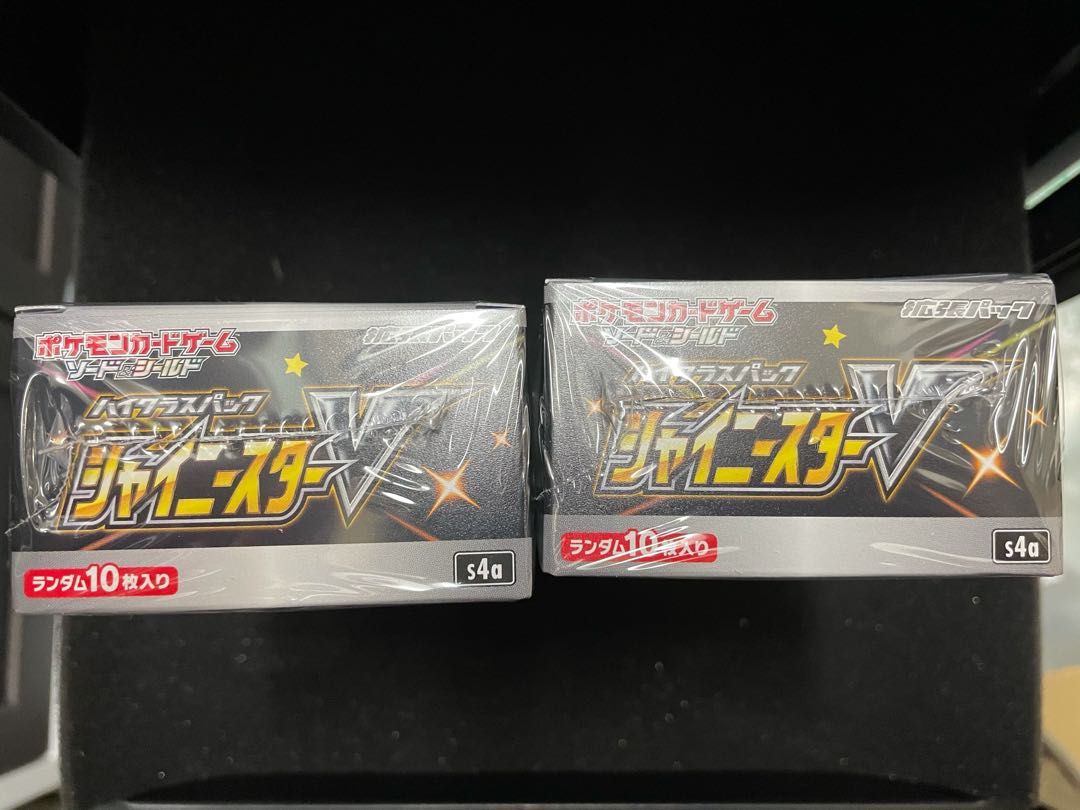 ポケモンカードゲーム
ソード&シールド
拡張パック
ハイクラスパック
シャイニースターV
ランダム10枚入り
s4a
ポケモンカードゲーム
ソード&シールド
拡張パック
ハイクラスパック
シャイニースターV
ランダム10枚入り
s4a